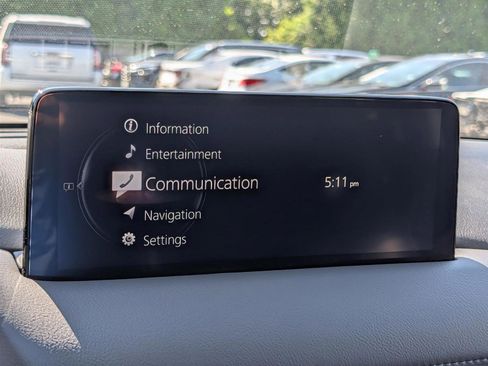 Information
Entertainment
Communication
5:11 pm
Navigation
Settings